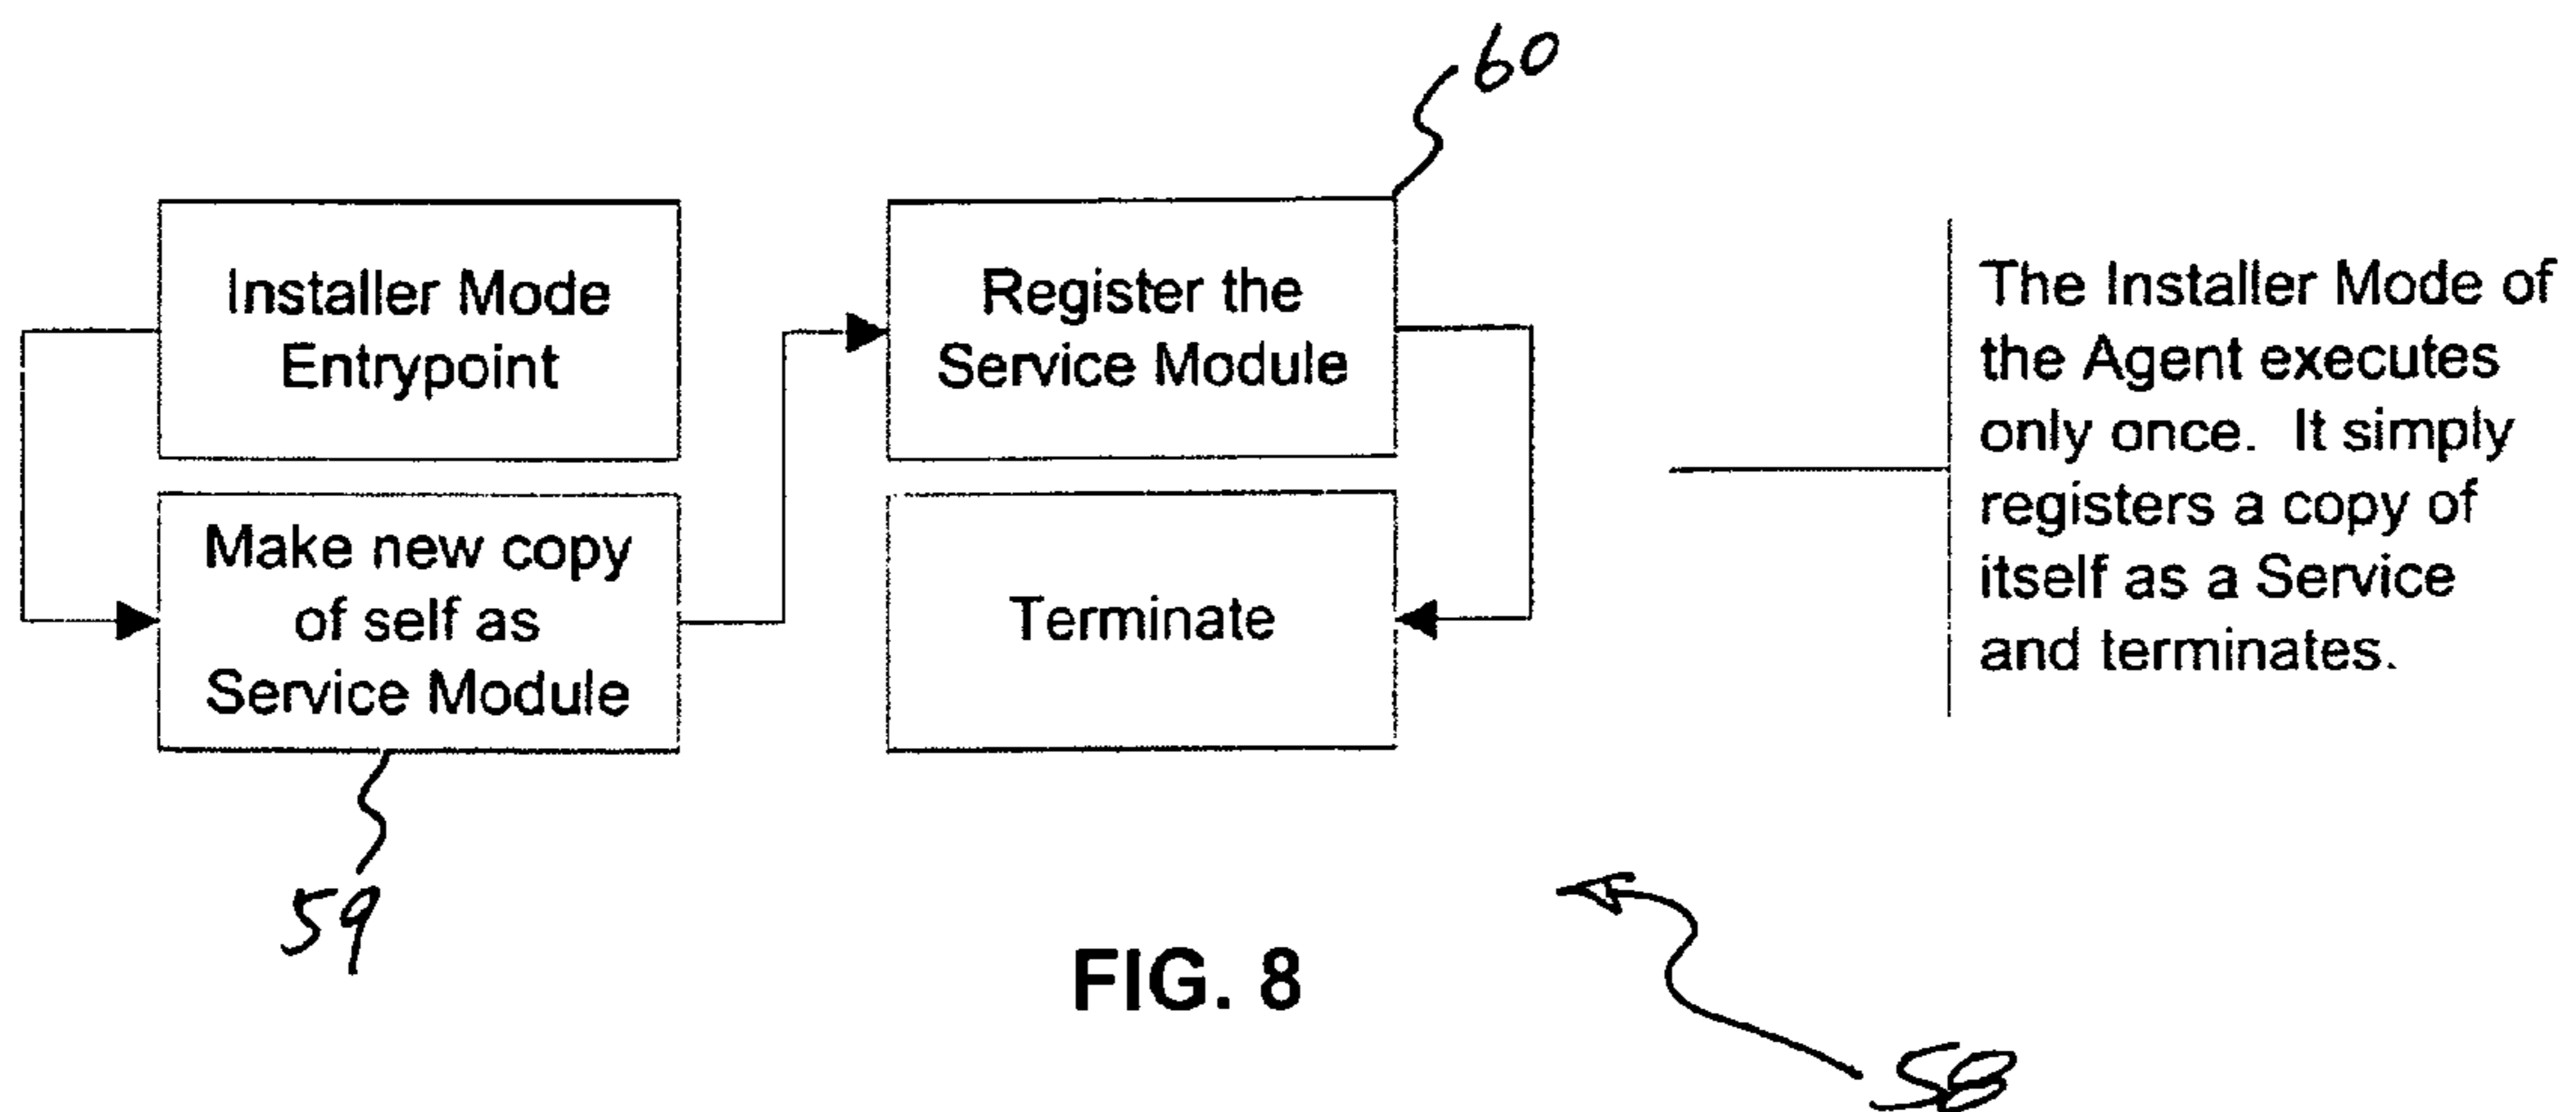 60
Installer Mode
Entrypoint
Make new copy
of self as
Service Module
Register the
Service Module
Terminate
The Installer Mode of
the Agent executes
only once. It simply
registers a copy of
itself as a Service
and terminates.
59
FIG. 8
58